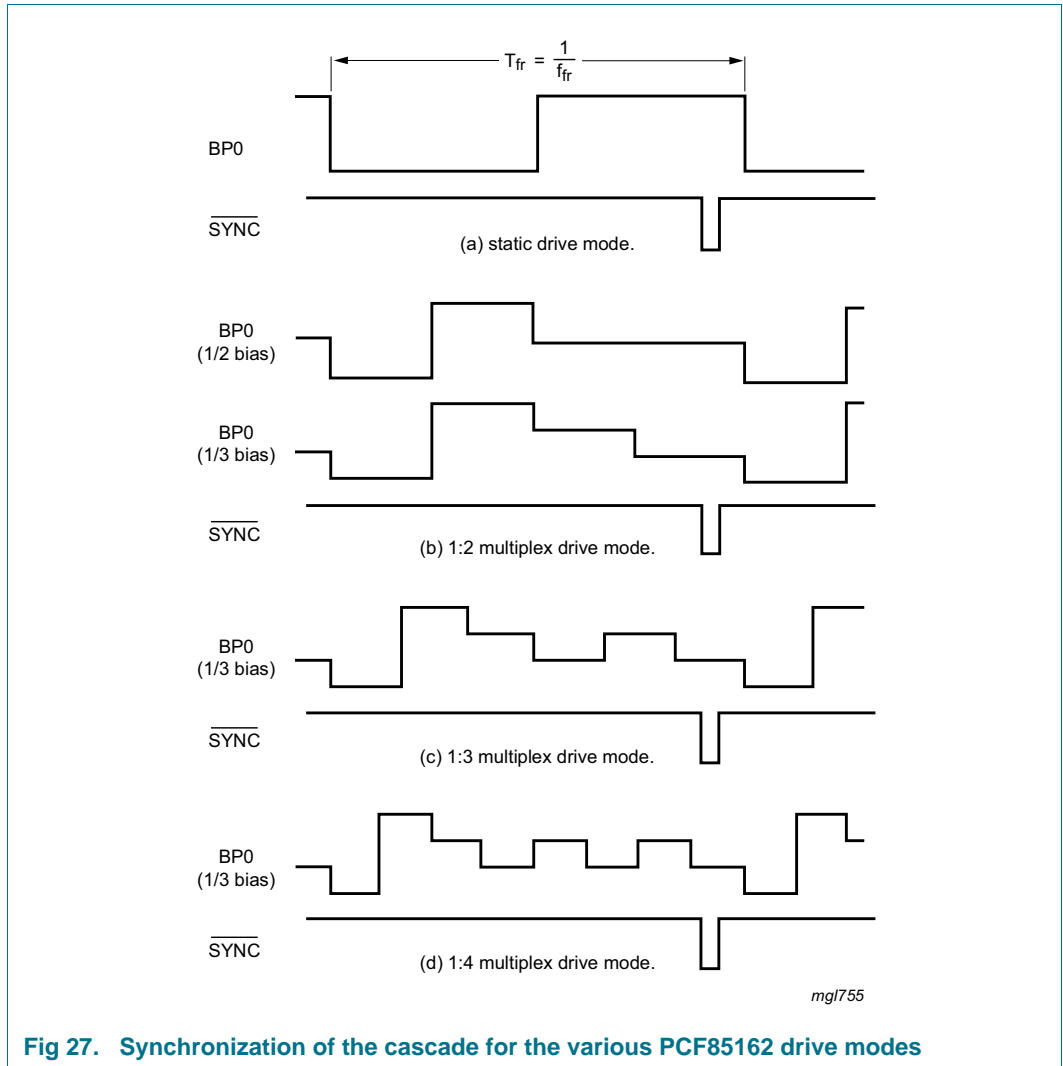 Tfr = 1/ffr
BP0
SYNC
(a) static drive mode.
BP0
(1/2 bias)
BP0
(1/3 bias)
SYNC
(b) 1:2 multiplex drive mode.
BP0
(1/3 bias)
SYNC
(c) 1:3 multiplex drive mode.
BP0
(1/3 bias)
SYNC
(d) 1:4 multiplex drive mode.
mgl755
Fig 27. Synchronization of the cascade for the various PCF85162 drive modes